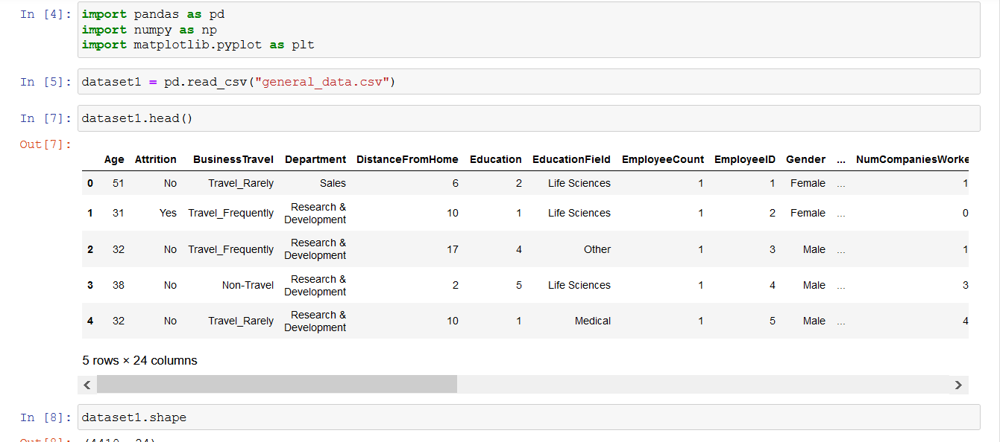 In [4]: import pandas as pd
import numpy as np
import matplotlib.pyplot as plt
In [5]: dataset1 = pd.read_csv("general_data.csv")
In [7]: dataset1.head()
Out[7]:
Age Attrition BusinessTravel Department DistanceFromHome Education EducationField EmployeeCount EmployeeID Gender ... NumCompaniesWorke
0 51 No Travel_Rarely Sales 6 2 Life Sciences 1 1 Female ... 1
1 31 Yes Travel_Frequently Research & Development 10 1 Life Sciences 1 2 Female ... 0
2 32 No Travel_Frequently Research & Development 17 4 Other 1 3 Male ... 1
3 38 No Non-Travel Research & Development 2 5 Life Sciences 1 4 Male ... 3
4 32 No Travel_Rarely Research & Development 10 1 Medical 1 5 Male ... 4
5 rows × 24 columns
In [8]: dataset1.shape
Out[8]: (4410, 24)